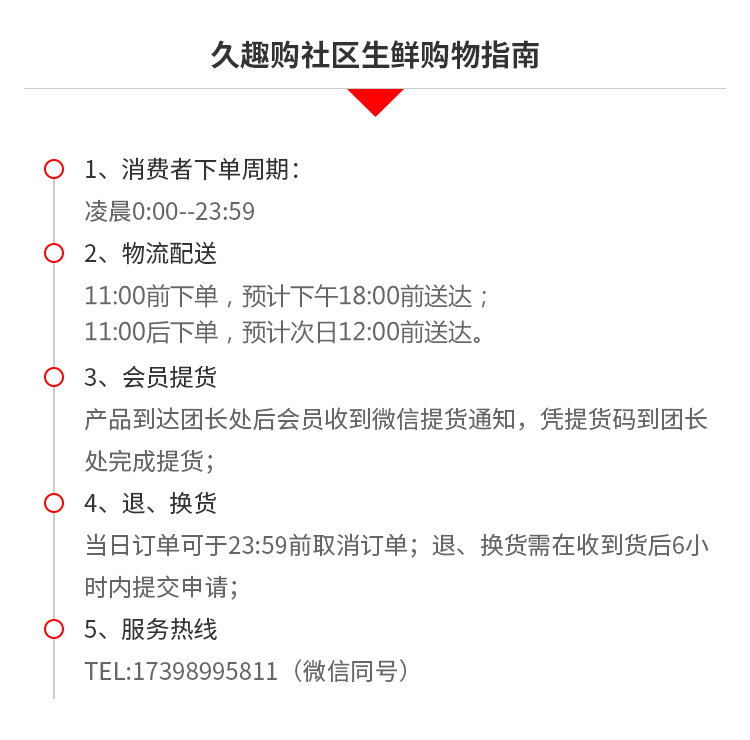 久趣购社区生鲜购物指南
1、消费者下单周期：
凌晨0:00--23:59
2、物流配送
11:00前下单，预计下午18:00前送达；
11:00后下单，预计次日12:00前送达。
3、会员提货
产品到达团长处后会员收到微信提货通知，凭提货码到团长
处完成提货；
4、退、换货
当日订单可于23:59前取消订单；退、换货需在收到货后6小
时内提交申请；
5、服务热线
TEL:17398995811（微信同号）